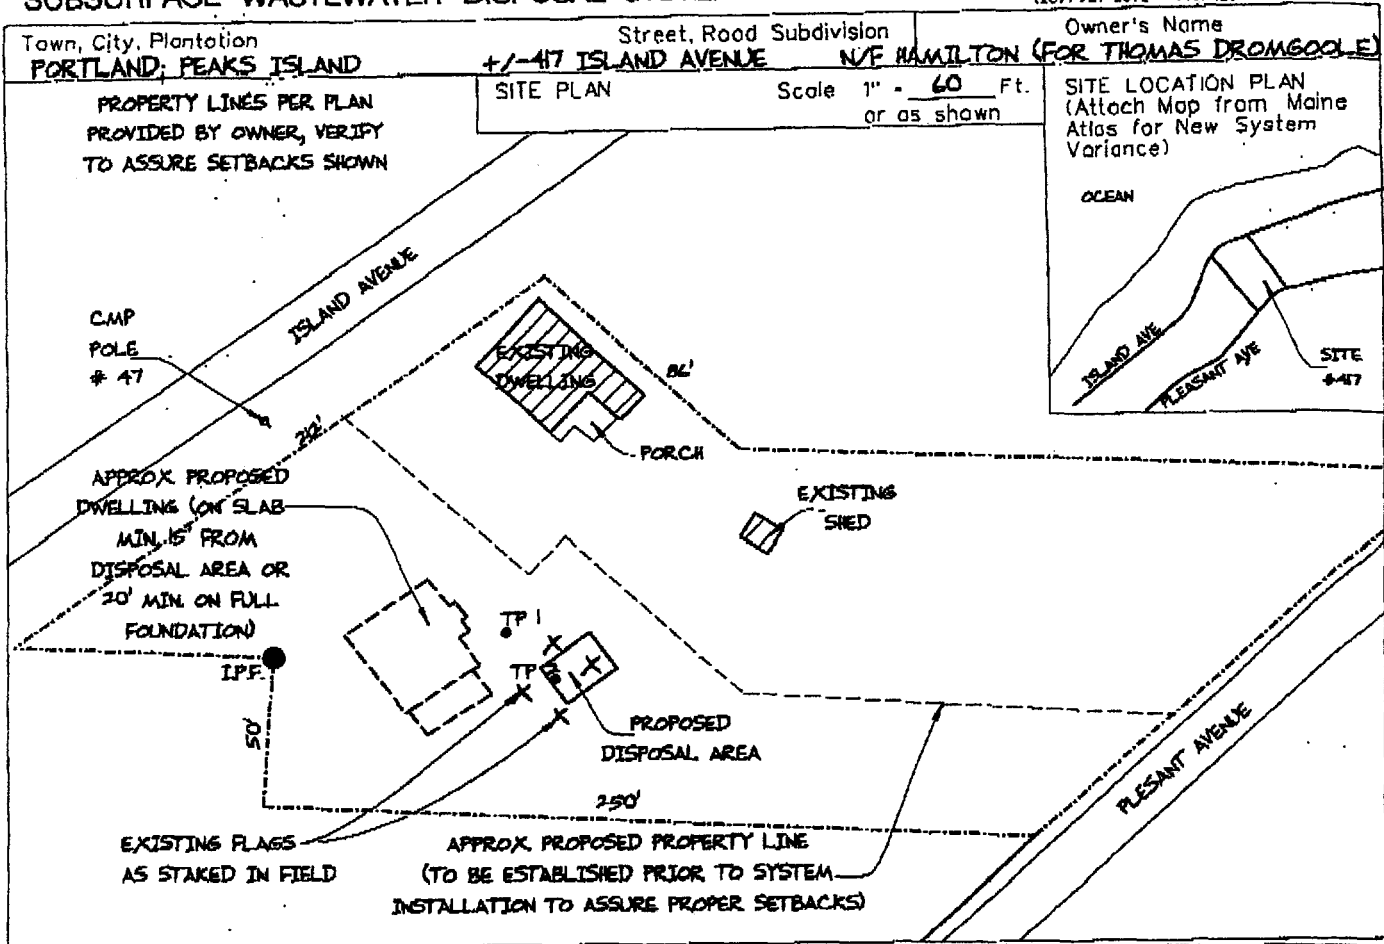 SUBSURFACE WASTEWATER DISPOSAL
Town, City, Plantation
PORTLAND; PEAKS ISLAND
Street, Road Subdivision
+/-417 ISLAND AVENUE
Owner's Name
N/F HAMILTON (FOR THOMAS DROMGOOLE)
PROPERTY LINES PER PLAN
PROVIDED BY OWNER, VERIFY
TO ASSURE SETBACKS SHOWN
SITE PLAN
Scale 1" = 60 Ft.
or as shown
SITE LOCATION PLAN
(Attach Map from Maine
Atlas for New System
Variance)
OCEAN
ISLAND AVE
PLEASANT AVE
SITE
#417
ISLAND AVENUE
CMP
POLE
# 47
EXISTING
DWELLING
86'
PORCH
212'
EXISTING
SHED
APPROX. PROPOSED
DWELLING (ON SLAB
MIN. 15' FROM
DISPOSAL AREA OR
20' MIN. ON FULL
FOUNDATION)
TP 1
TP
I.P.F.
50'
PROPOSED
DISPOSAL AREA
250'
PLESANT AVENUE
EXISTING FLAGS
AS STAKED IN FIELD
APPROX. PROPOSED PROPERTY LINE
(TO BE ESTABLISHED PRIOR TO SYSTEM
INSTALLATION TO ASSURE PROPER SETBACKS)